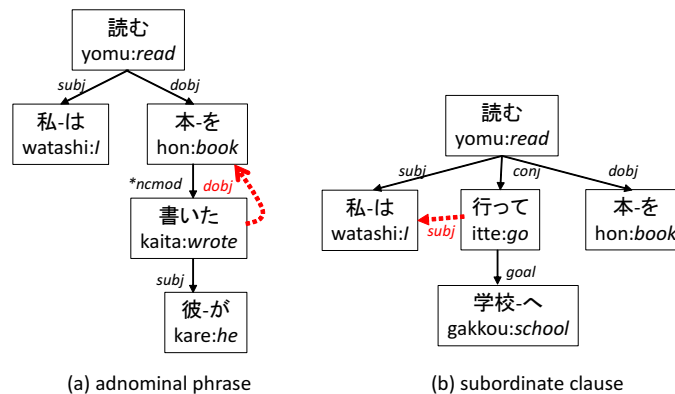 読む
yomu:read
subj
dobj
私-は
watashi:I
本-を
hon:book
*ncmod
dobj
書いた
kaita:wrote
subj
彼-が
kare:he
(a) adnominal phrase
読む
yomu:read
subj
conj
dobj
私-は
watashi:I
subj
行って
itte:go
本-を
hon:book
goal
学校-へ
gakkou:school
(b) subordinate clause